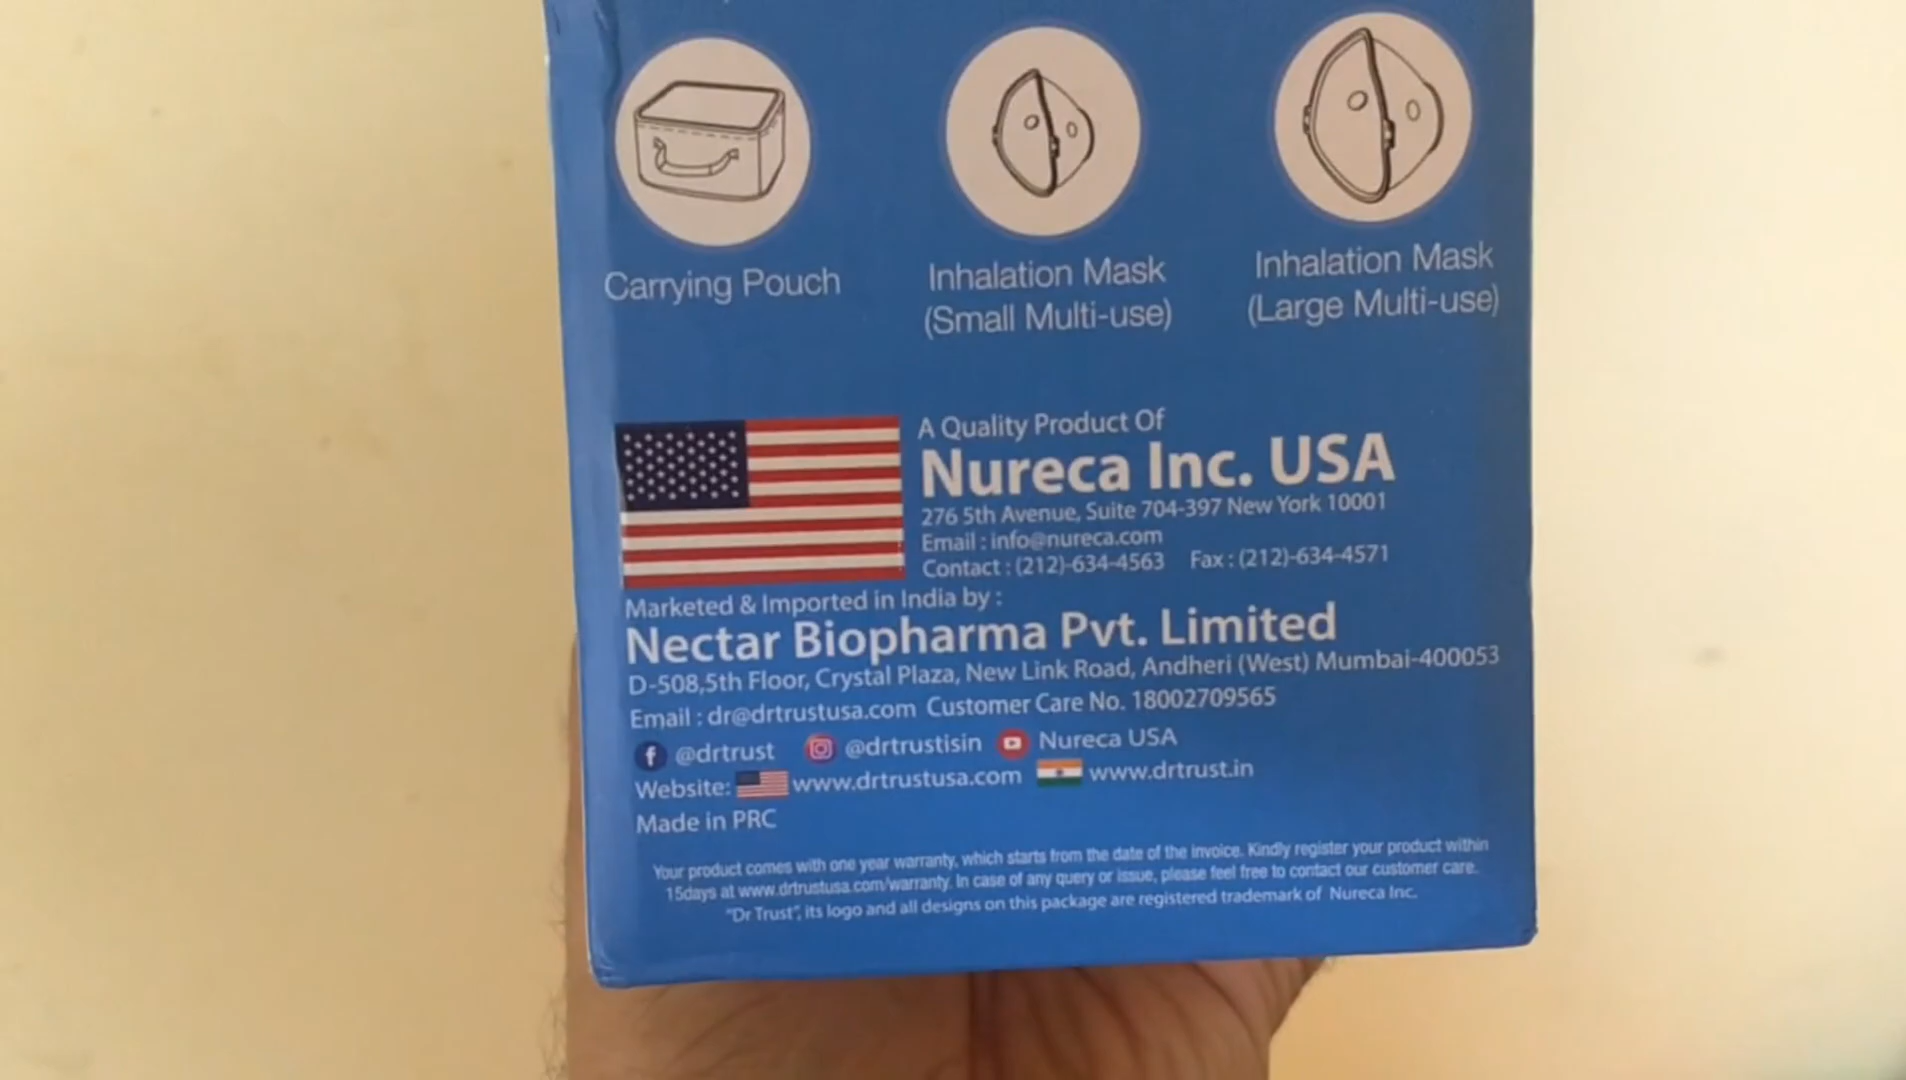 Carrying Pouch
Inhalation Mask
(Small Multi-use)
Inhalation Mask
(Large Multi-use)
A Quality Product Of
Nureca Inc. USA
276 5th Avenue, Suite 704-397 New York 10001
Email : info@nureca.com
Contact : (212)-634-4563 Fax : (212)-634-4571
Marketed & Imported in India by :
Nectar Biopharma Pvt. Limited
D-508,5th Floor, Crystal Plaza, New Link Road, Andheri (West) Mumbai-400053
Email : dr@drtrustusa.com Customer Care No. 18002709565
@drtrust @drtrustisin Nureca USA
Website: www.drtrustusa.com www.drtrust.in
Made in PRC
Your product comes with one year warranty, which starts from the date of the invoice. Kindly register your product within
15days at www.drtrustusa.com/warranty. In case of any query or issue, please feel free to contact our customer care.
"Dr Trust", its logo and all designs on this package are registered trademark of Nureca Inc.